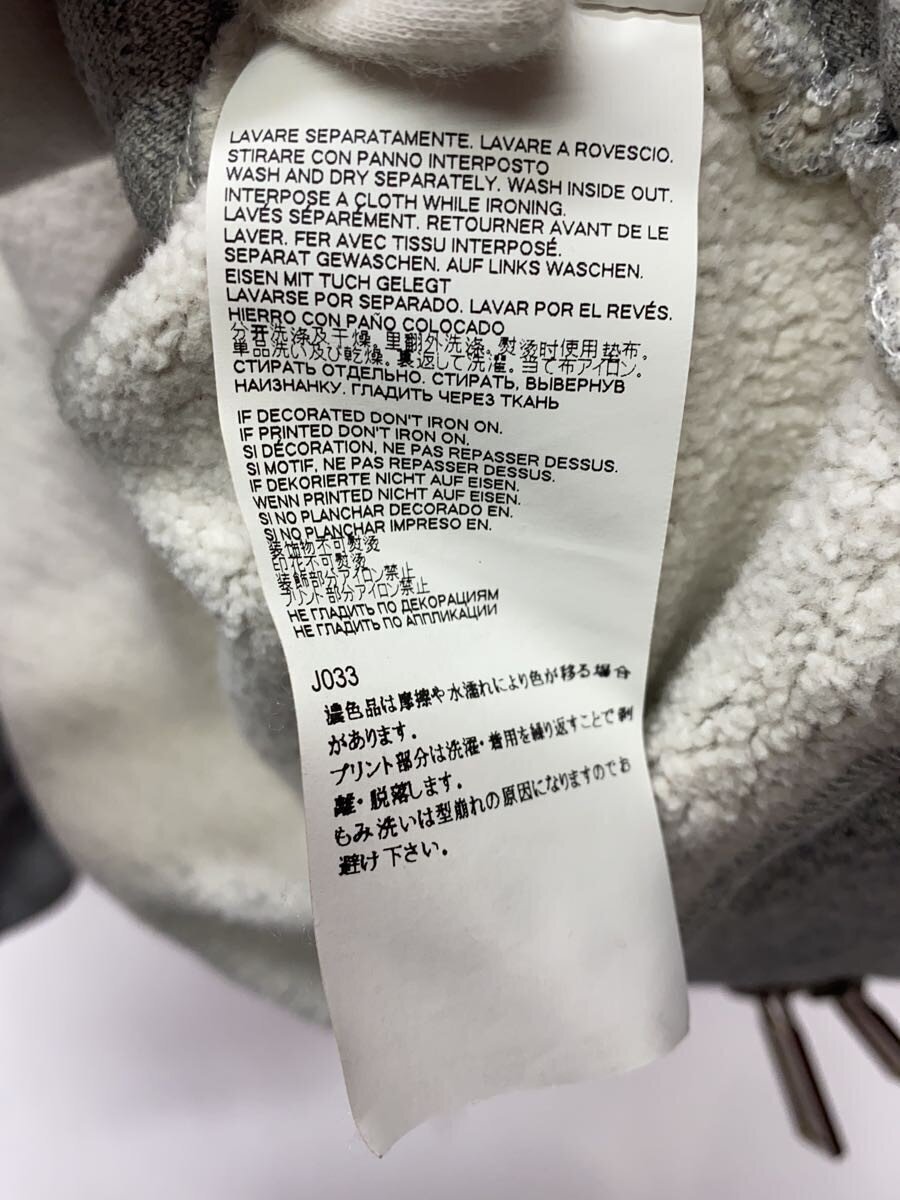 LAVARE SEPARATAMENTE. LAVARE A ROVESCIO.
STIRARE CON PANNO INTERPOSTO
WASH AND DRY SEPARATELY. WASH INSIDE OUT.
INTERPOSE A CLOTH WHILE IRONING.
LAVÉS SÉPARÉMENT. RETOURNER AVANT DE LE
LAVER. FER AVEC TISSU INTERPOSÉ.
SEPARAT GEWASCHEN. AUF LINKS WASCHEN.
EISEN MIT TUCH GELEGT
LAVARSE POR SEPARADO. LAVAR POR EL REVÉS.
HIERRO CON PAÑO COLOCADO
分开洗涤及干燥。里翻外洗涤。熨烫时使用垫布。
単品洗い及び乾燥。裏返して洗濯。当て布アイロン。
СТИРАТЬ ОТДЕЛЬНО. СТИРАТЬ, ВЫВЕРНУВ
НАИЗНАНКУ. ГЛАДИТЬ ЧЕРЕЗ ТКАНЬ
IF DECORATED DON'T IRON ON.
IF PRINTED DON'T IRON ON.
SI DÉCORATION, NE PAS REPASSER DESSUS.
SI MOTIF, NE PAS REPASSER DESSUS.
IF DEKORIERTE NICHT AUF EISEN.
WENN PRINTED NICHT AUF EISEN.
SI NO PLANCHAR DECORADO EN.
SI NO PLANCHAR IMPRESO EN.
装饰物不可熨烫
印花不可熨烫
装飾部分アイロン禁止
プリント部分アイロン禁止
НЕ ГЛАДИТЬ ПО ДЕКОРАЦИЯМ
НЕ ГЛАДИТЬ ПО АППЛИКАЦИИ
J033
濃色品は摩擦や水濡れにより色が移る場合
があります。
プリント部分は洗濯・着用を繰り返すことで剥
離・脱落します。
もみ洗いは型崩れの原因になりますのでお
避け下さい。